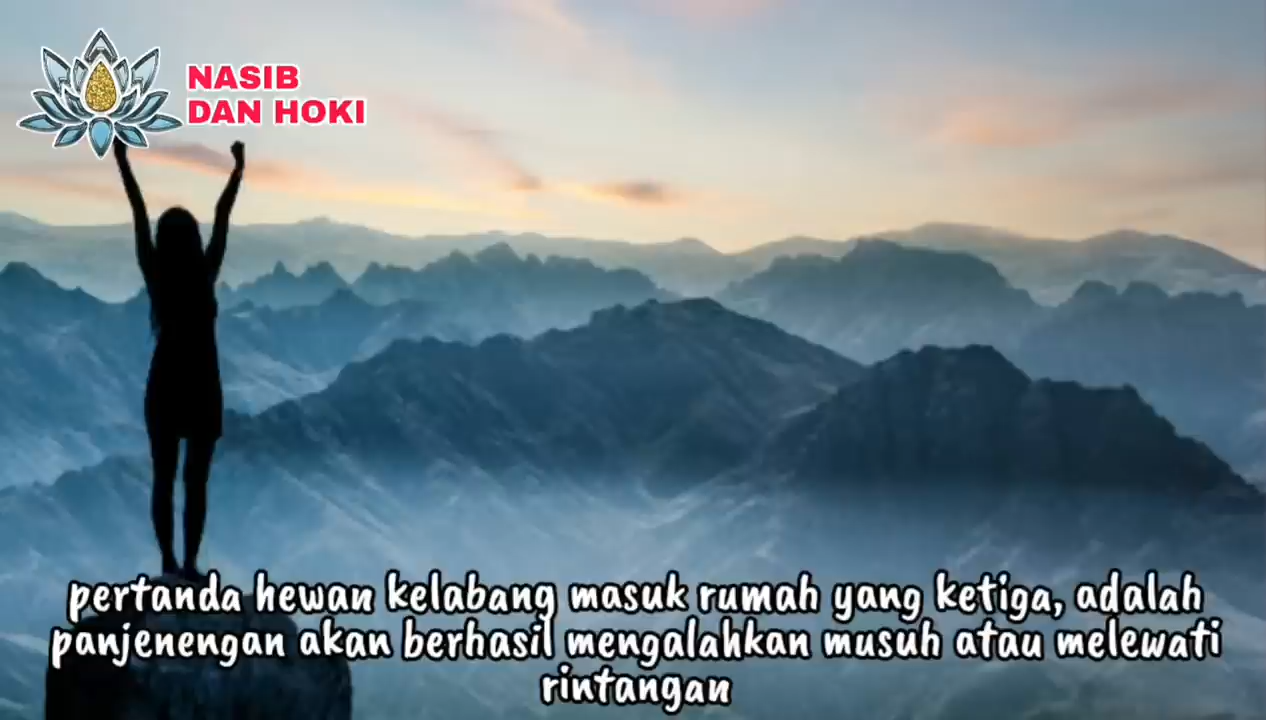 NASIB
DAN HOKI
pertanda hewan kelabang masuk rumah yang ketiga, adalah
panjenengan akan berhasil mengalahkan musuh atau melewati
rintangan